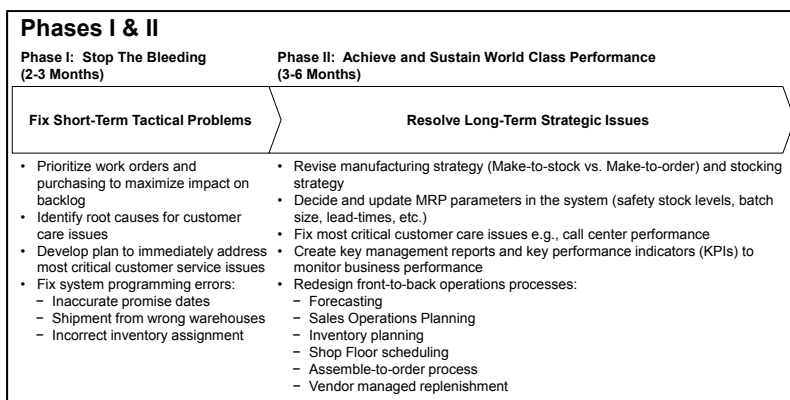 Phases I & II
Phase I: Stop The Bleeding
(2-3 Months)
Phase II: Achieve and Sustain World Class Performance
(3-6 Months)
Fix Short-Term Tactical Problems
Resolve Long-Term Strategic Issues
• Prioritize work orders and
purchasing to maximize impact on
backlog
• Identify root causes for customer
care issues
• Develop plan to immediately address
most critical customer service issues
• Fix system programming errors:
− Inaccurate promise dates
− Shipment from wrong warehouses
− Incorrect inventory assignment
• Revise manufacturing strategy (Make-to-stock vs. Make-to-order) and stocking
strategy
• Decide and update MRP parameters in the system (safety stock levels, batch
size, lead-times, etc.)
• Fix most critical customer care issues e.g., call center performance
• Create key management reports and key performance indicators (KPIs) to
monitor business performance
• Redesign front-to-back operations processes:
− Forecasting
− Sales Operations Planning
− Inventory planning
− Shop Floor scheduling
− Assemble-to-order process
− Vendor managed replenishment